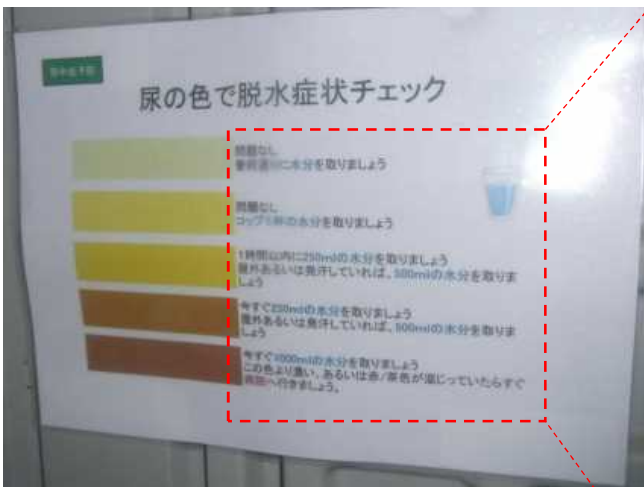 熱中症予防
尿の色で脱水症状チェック
問題なし
普段通りに水分を取りましょう
問題なし
コップ1杯の水分を取りましょう
1時間以内に250mlの水分を取りましょう
屋外あるいは発汗していれば、500mlの水分を取りま
しょう
今すぐ250mlの水分を取りましょう
屋外あるいは発汗していれば、500mlの水分を取りま
しょう
今すぐ1000mlの水分を取りましょう
この色より濃い、あるいは赤/茶色が混じっていたらすぐ
病院へ行きましょう。